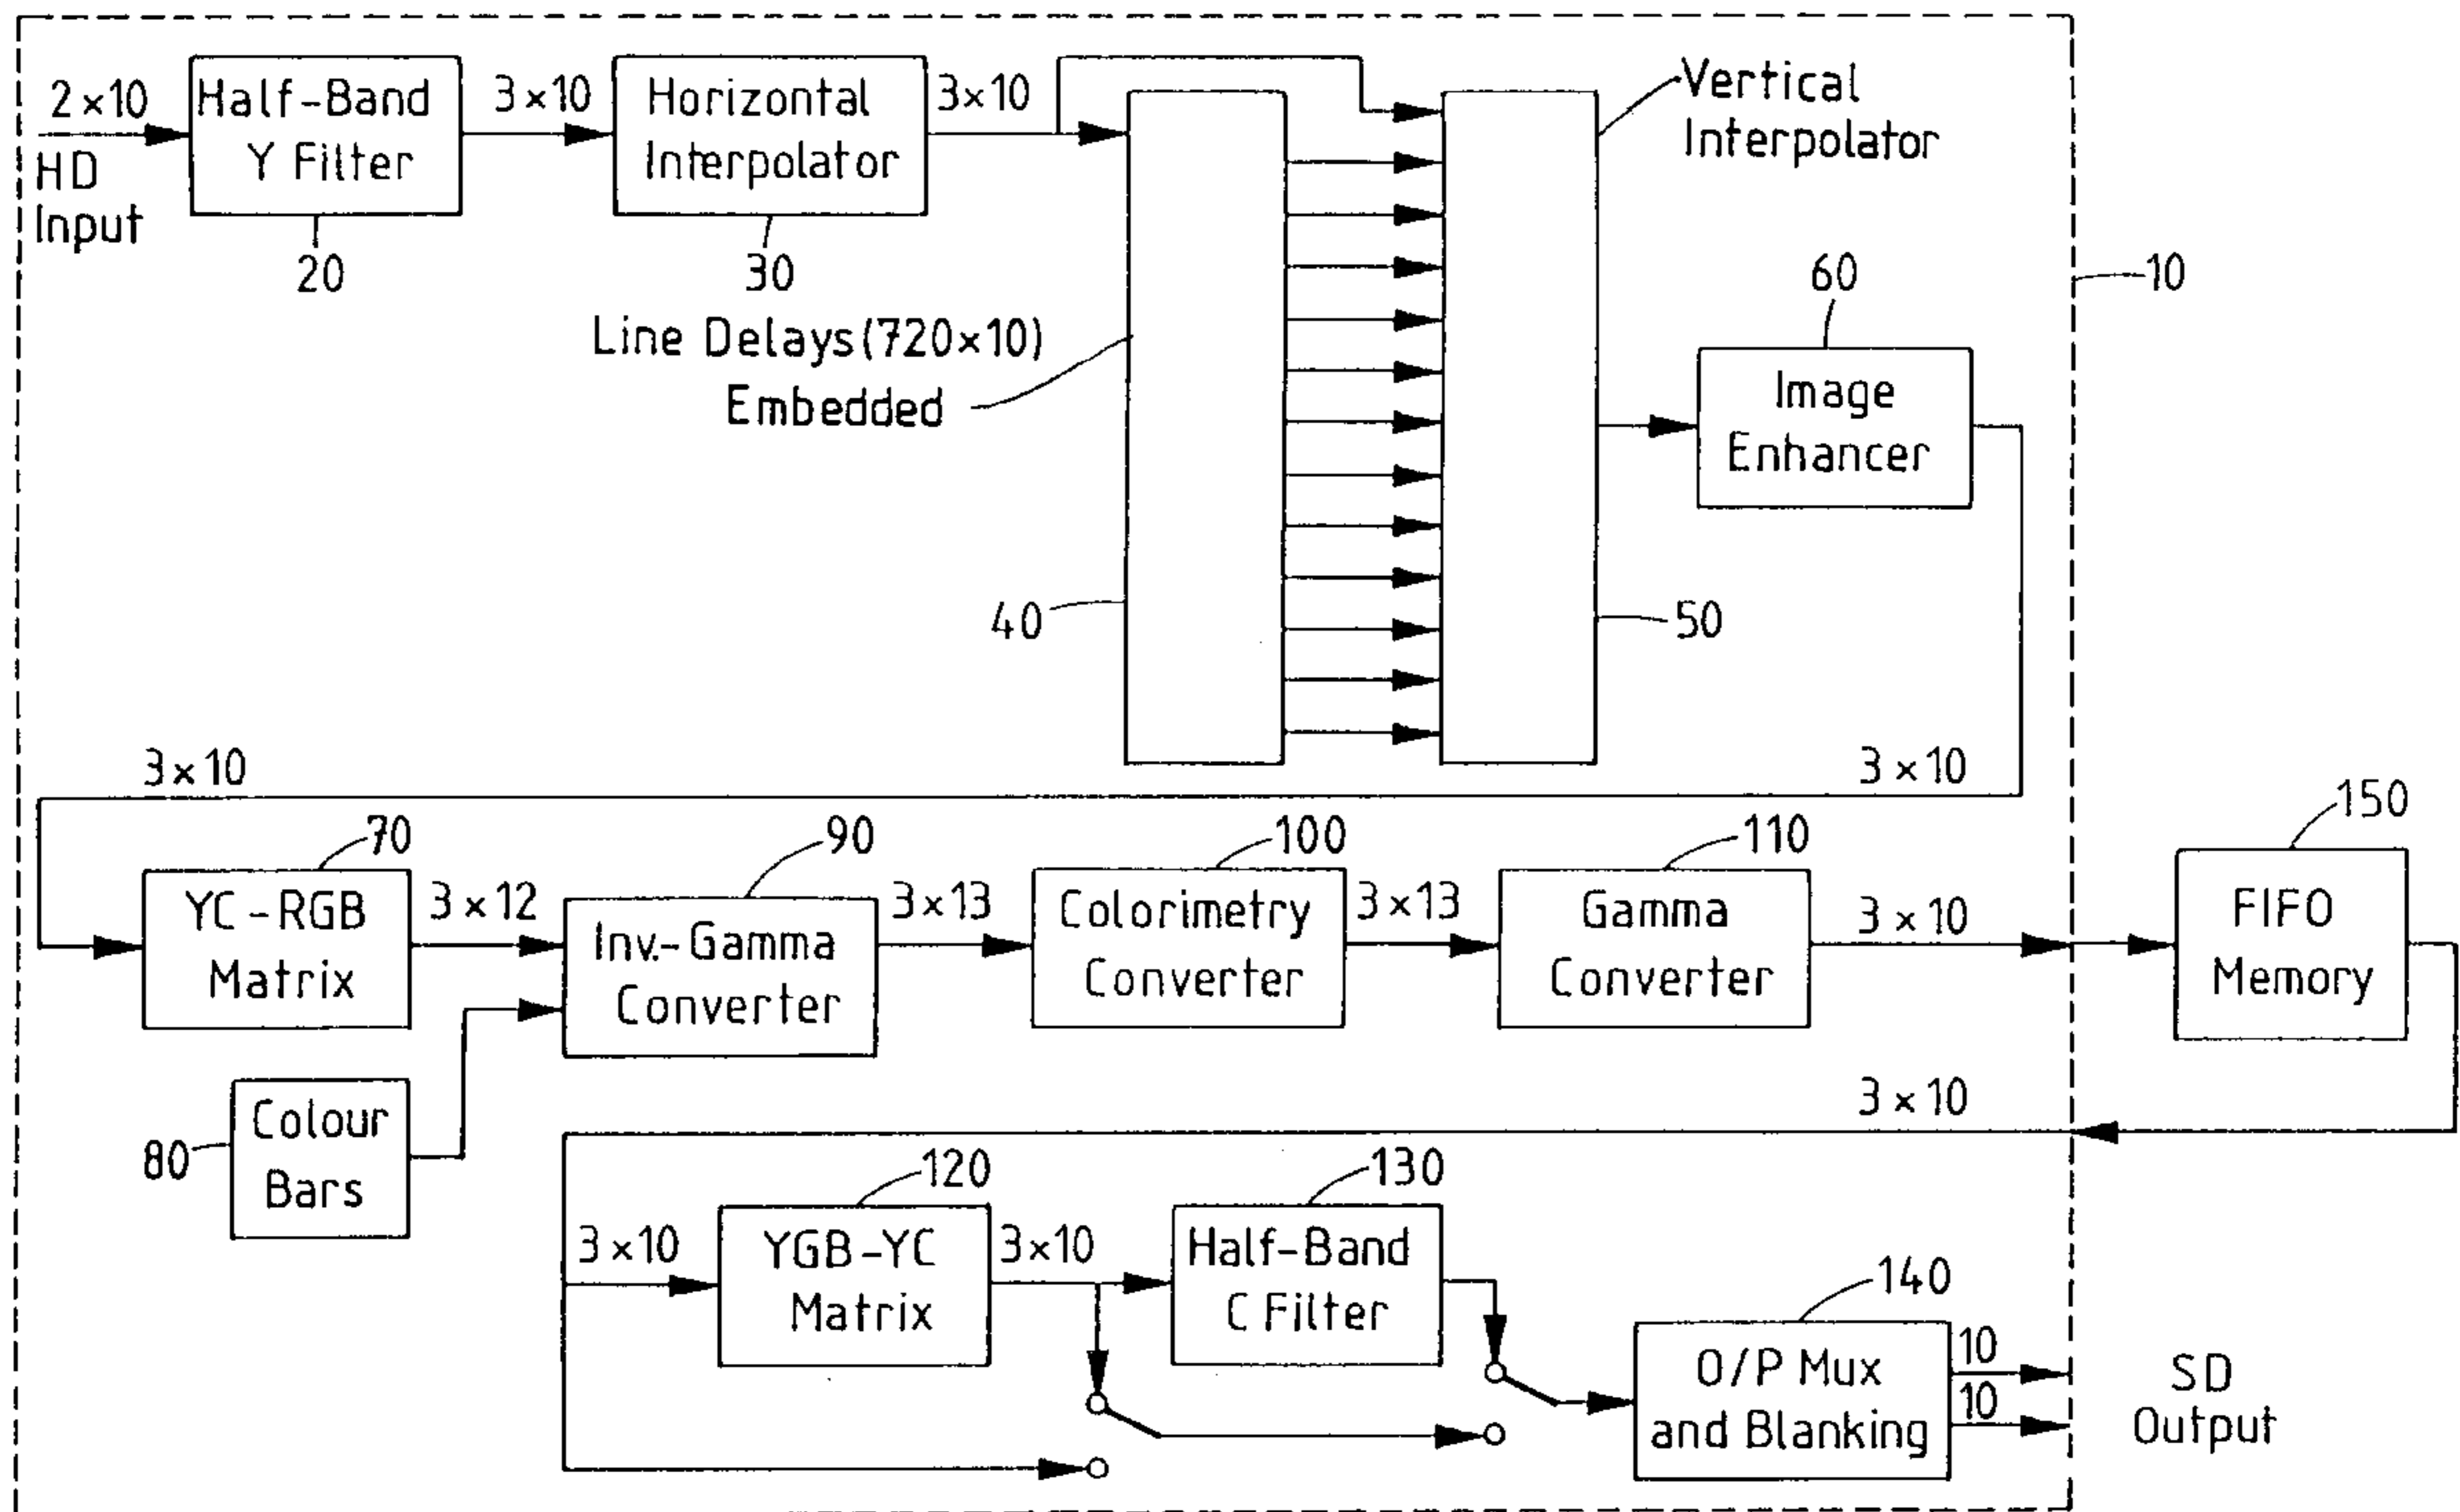 2×10
HD
Input
Half-Band
Y Filter
20
3×10
Horizontal
Interpolator
30
3×10
Line Delays(720×10)
Embedded
40
Vertical
Interpolator
50
60
Image
Enhancer
10
3×10
3×10
70
YC-RGB
Matrix
3×12
80
Colour
Bars
90
Inv.-Gamma
Converter
3×13
100
Colorimetry
Converter
3×13
110
Gamma
Converter
3×10
150
FIFO
Memory
3×10
3×10
120
YGB-YC
Matrix
3×10
130
Half-Band
C Filter
140
O/P Mux
and Blanking
10
10
SD
Output